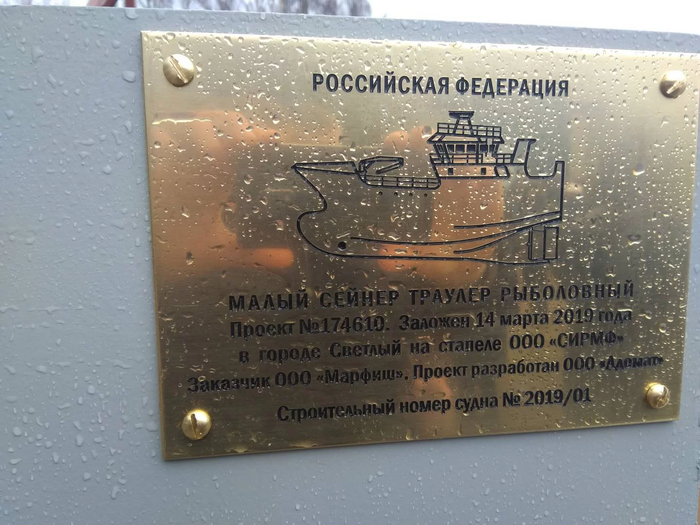 РОССИЙСКАЯ ФЕДЕРАЦИЯ
МАЛЫЙ СЕЙНЕР ТРАУЛЕР РЫБОЛОВНЫЙ
Проект №174610. Заложен 14 марта 2019 года
в городе Светлый на стапеле ООО «СИРМФ»
Заказчик ООО «Марфиш». Проект разработан ООО «Адомат»
Строительный номер судна № 2019/01